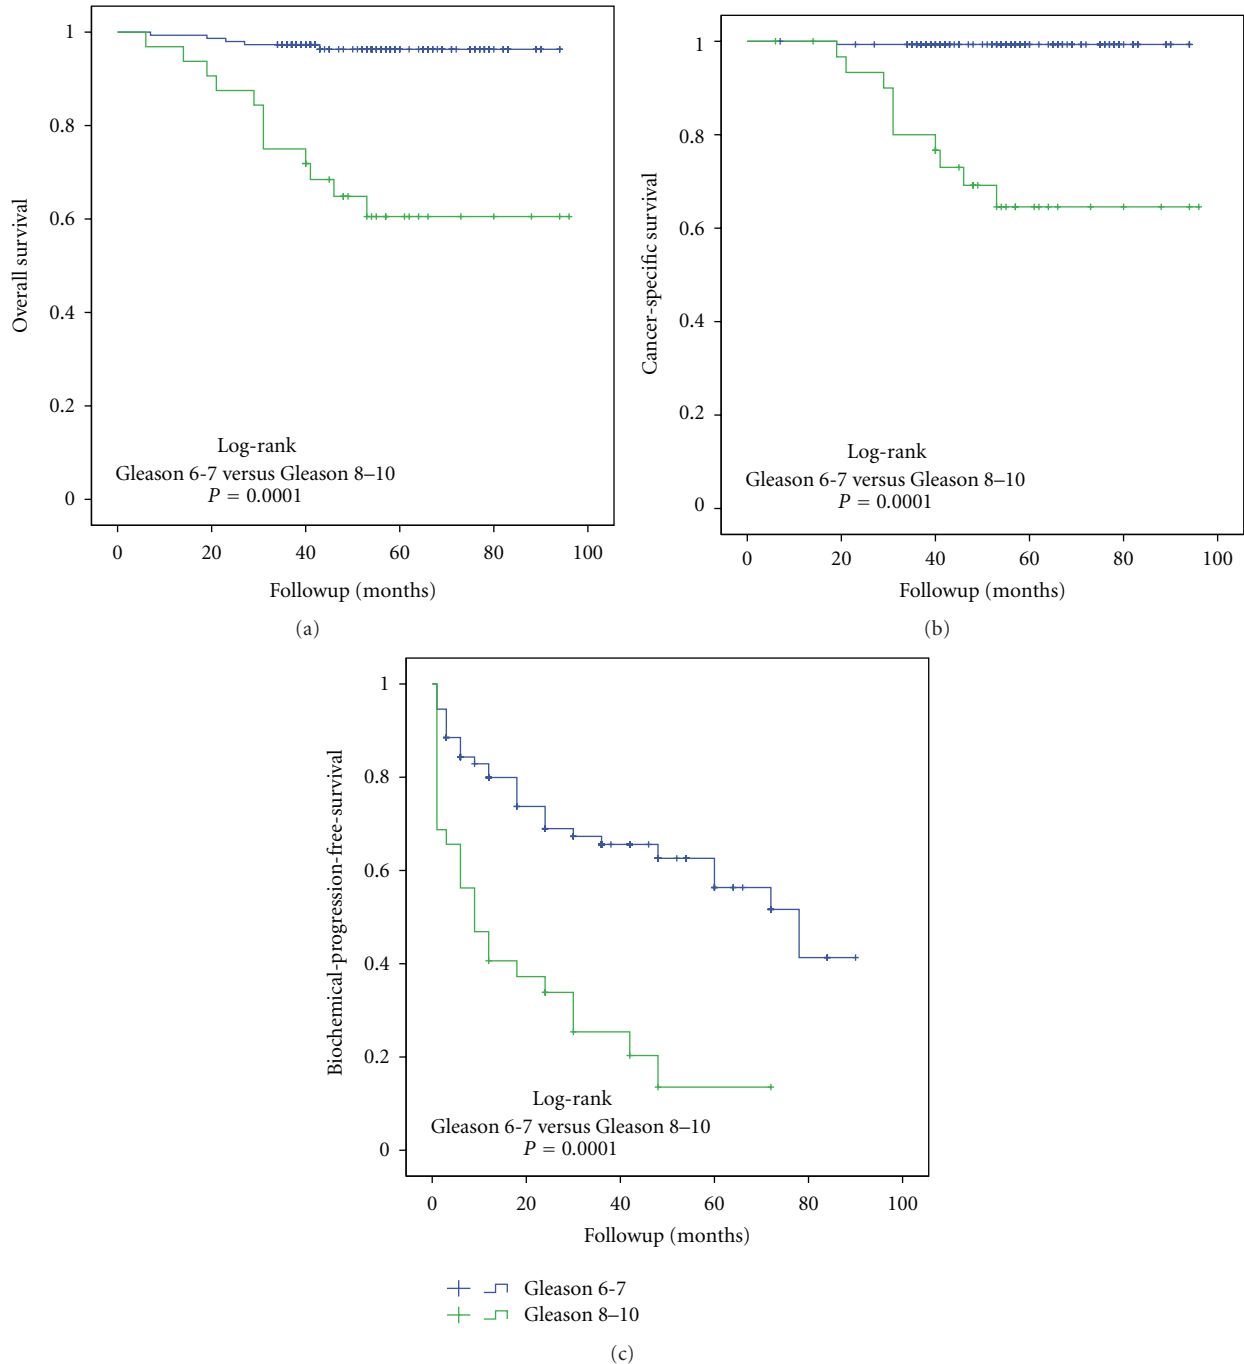 1
0.8
0.6
0.4
0.2
0
Overall survival
Log-rank
Gleason 6-7 versus Gleason 8–10
P = 0.0001
0 20 40 60 80 100
Followup (months)
(a)
1
0.8
0.6
0.4
0.2
0
Cancer-specific survival
Log-rank
Gleason 6-7 versus Gleason 8–10
P = 0.0001
0 20 40 60 80 100
Followup (months)
(b)
1
0.8
0.6
0.4
0.2
0
Biochemical-progression-free-survival
Log-rank
Gleason 6-7 versus Gleason 8–10
P = 0.0001
0 20 40 60 80 100
Followup (months)
Gleason 6-7
Gleason 8–10
(c)